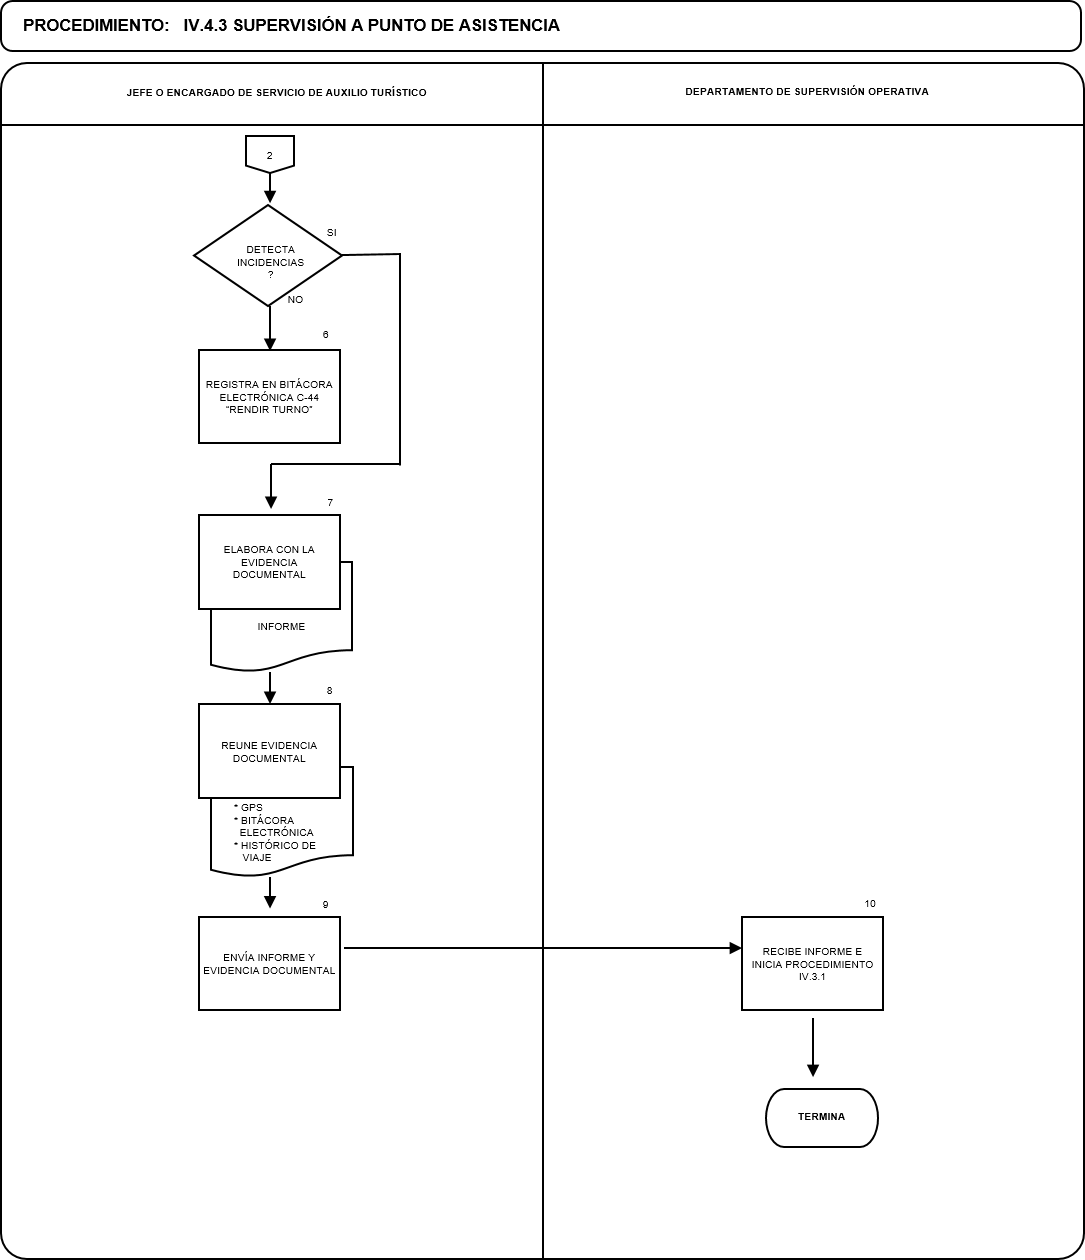 PROCEDIMIENTO: IV.4.3 SUPERVISIÓN A PUNTO DE ASISTENCIA
JEFE O ENCARGADO DE SERVICIO DE AUXILIO TURÍSTICO
DEPARTAMENTO DE SUPERVISIÓN OPERATIVA
2
DETECTA
INCIDENCIAS
?
SI
NO
6
REGISTRA EN BITÁCORA
ELECTRÓNICA C-44
“RENDIR TURNO”
7
ELABORA CON LA
EVIDENCIA
DOCUMENTAL
INFORME
8
REUNE EVIDENCIA
DOCUMENTAL
* GPS
* BITÁCORA
ELECTRÓNICA
* HISTÓRICO DE
VIAJE
9
ENVÍA INFORME Y
EVIDENCIA DOCUMENTAL
10
RECIBE INFORME E
INICIA PROCEDIMIENTO
IV.3.1
TERMINA